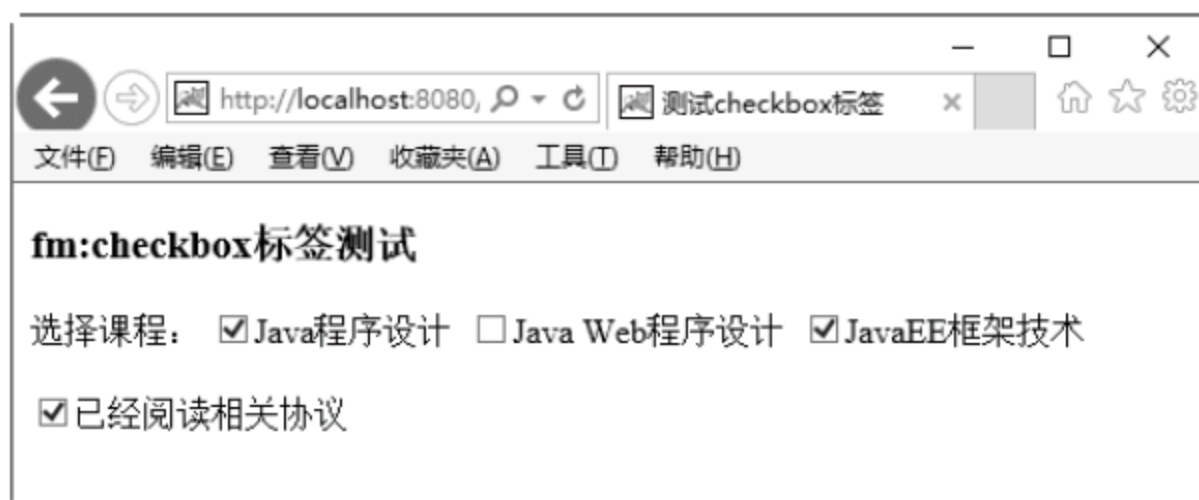 http://localhost:8080, 测试checkbox标签
文件(F) 编辑(E) 查看(V) 收藏夹(A) 工具(T) 帮助(H)
fm:checkbox标签测试
选择课程： Java程序设计 Java Web程序设计 JavaEE框架技术
已经阅读相关协议